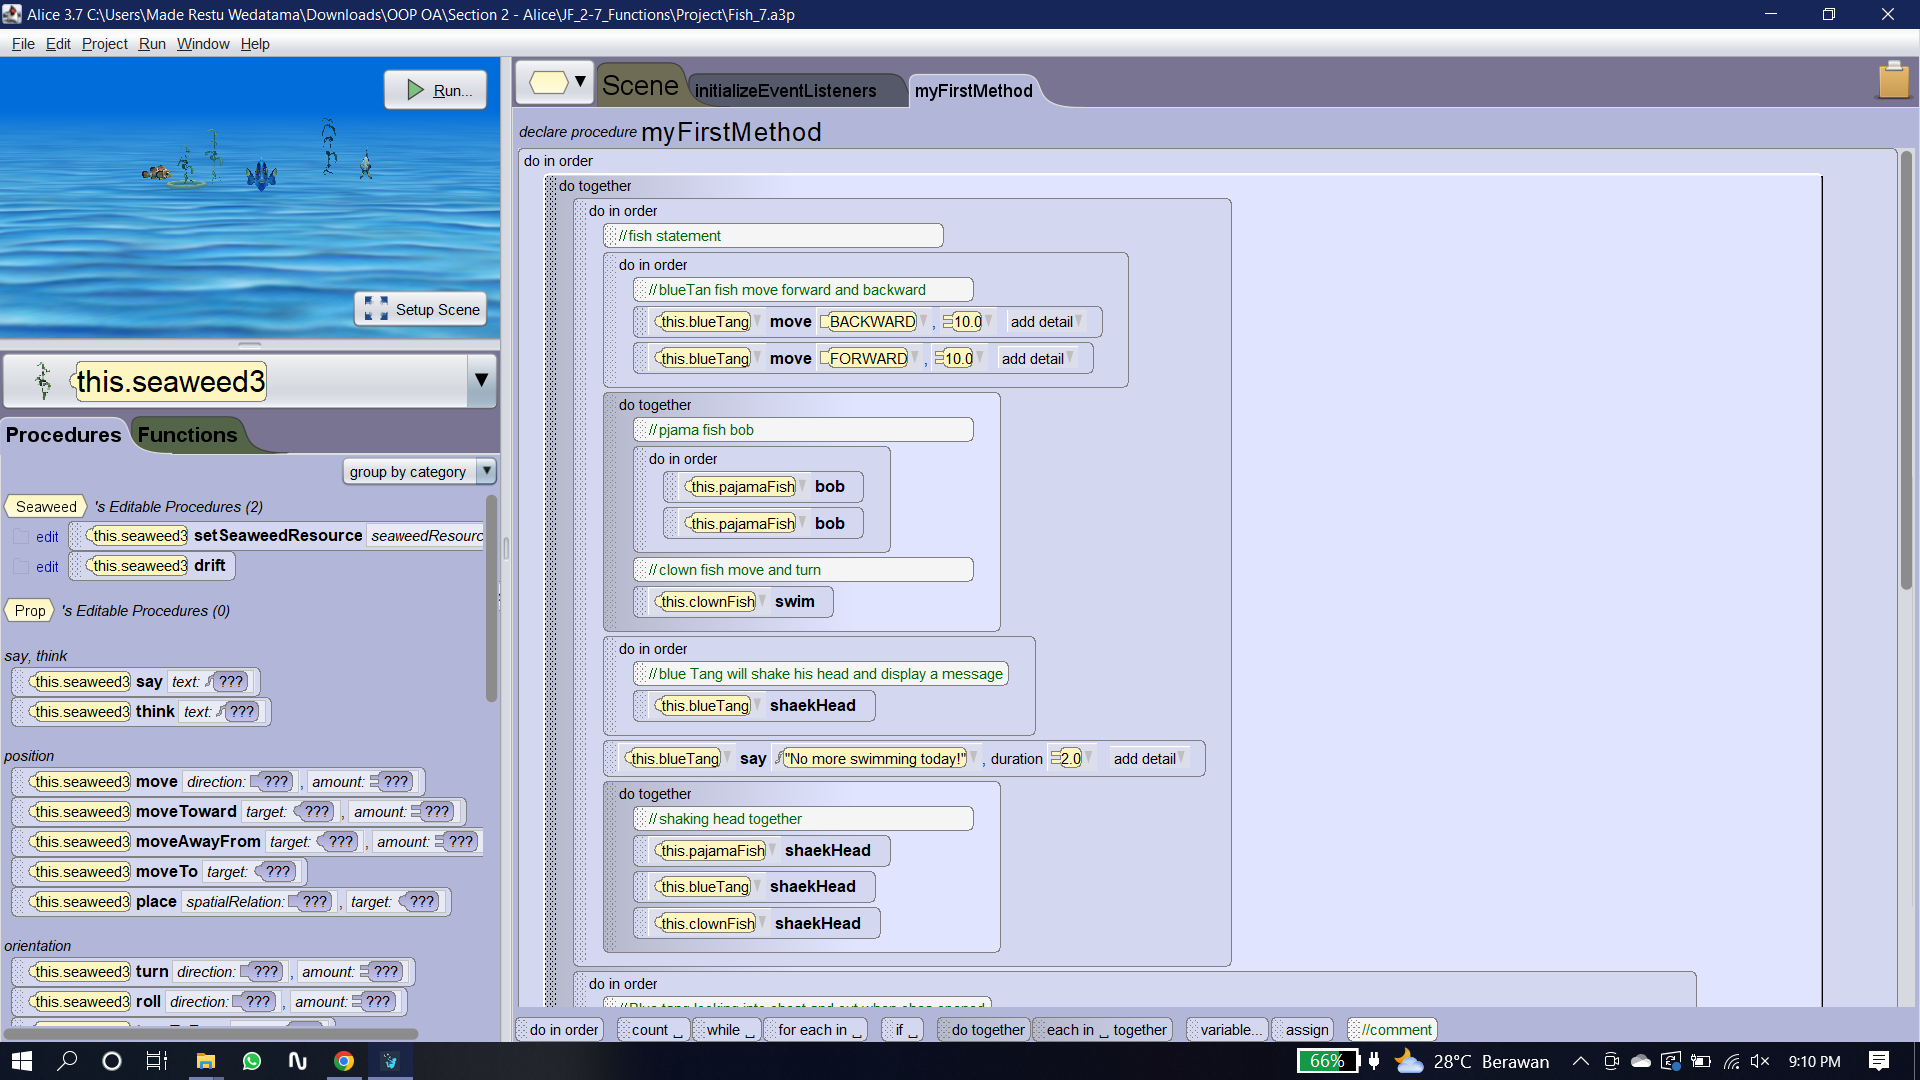 Alice 3.7 C:\Users\Made Restu Wedatama\Downloads\OOP OA\Section 2 - Alice\JF_2-7_Functions\Project\Fish_7.a3p
File Edit Project Run Window Help
Run...
Setup Scene
this.seaweed3
Procedures Functions
group by category
Seaweed 's Editable Procedures (2)
edit this.seaweed3 setSeaweedResource seaweedResourc
edit this.seaweed3 drift
Prop 's Editable Procedures (0)
say, think
this.seaweed3 say text: ???
this.seaweed3 think text: ???
position
this.seaweed3 move direction: ??? , amount: ???
this.seaweed3 moveToward target: ??? , amount: ???
this.seaweed3 moveAwayFrom target: ??? , amount: ???
this.seaweed3 moveTo target: ???
this.seaweed3 place spatialRelation: ??? , target: ???
orientation
this.seaweed3 turn direction: ??? , amount: ???
this.seaweed3 roll direction: ??? , amount: ???
Scene initializeEventListeners myFirstMethod
declare procedure myFirstMethod
do in order
do together
do in order
//fish statement
do in order
//blueTan fish move forward and backward
this.blueTang move BACKWARD , 10.0 add detail
this.blueTang move FORWARD , 10.0 add detail
do together
//pjama fish bob
do in order
this.pajamaFish bob
this.pajamaFish bob
//clown fish move and turn
this.clownFish swim
do in order
//blue Tang will shake his head and display a message
this.blueTang shaekHead
this.blueTang say "No more swimming today!" , duration 2.0 add detail
do together
//shaking head together
this.pajamaFish shaekHead
this.blueTang shaekHead
this.clownFish shaekHead
do in order
do in order count _ while _ for each in _ if _ do together each in _ together variable... assign //comment
66% 28°C Berawan 9:10 PM